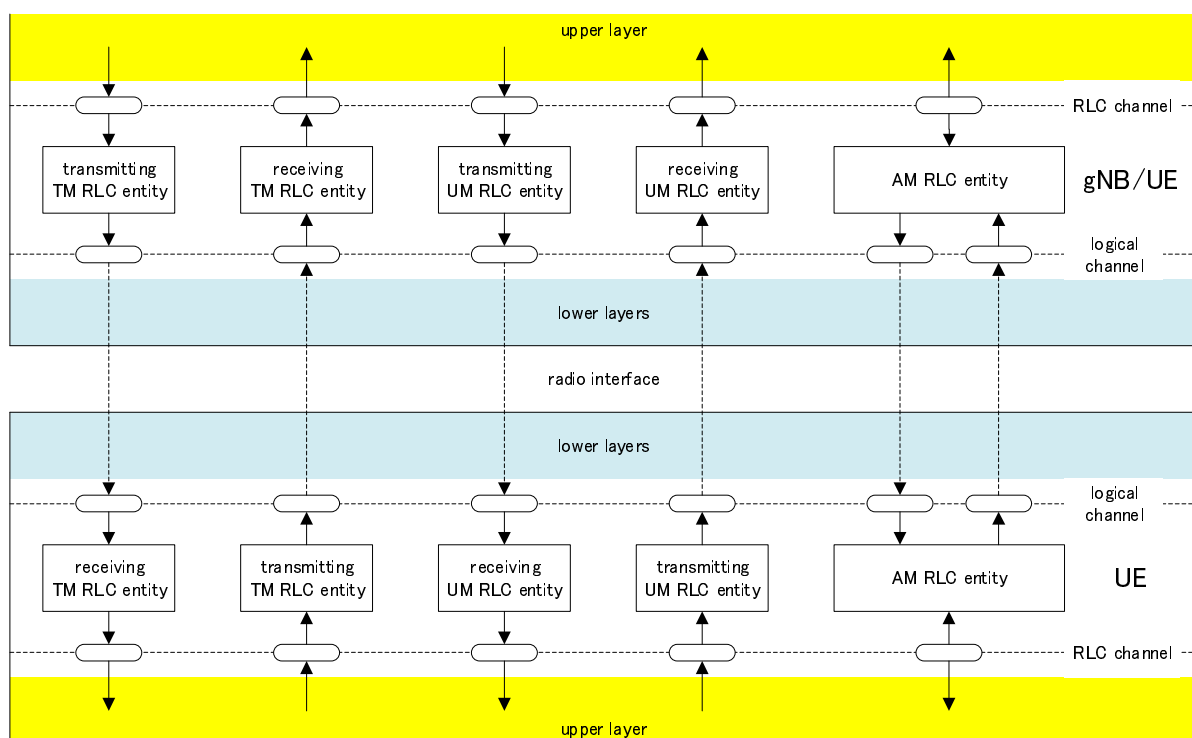 upper layer
RLC channel
transmitting
TM RLC entity
receiving
TM RLC entity
transmitting
UM RLC entity
receiving
UM RLC entity
AM RLC entity
gNB/UE
logical
channel
lower layers
radio interface
lower layers
logical
channel
receiving
TM RLC entity
transmitting
TM RLC entity
receiving
UM RLC entity
transmitting
UM RLC entity
AM RLC entity
UE
RLC channel
upper layer